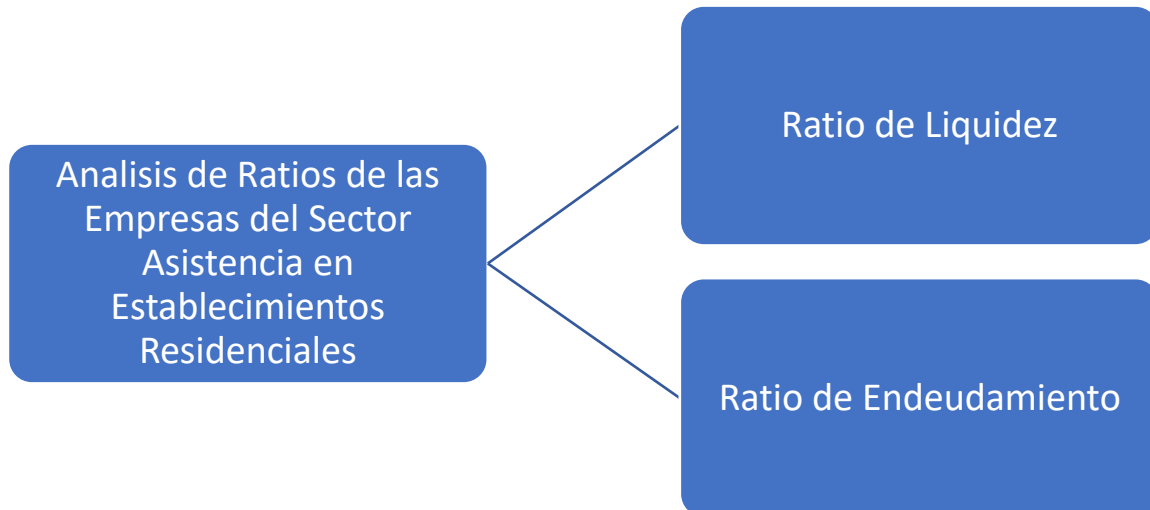 Analisis de Ratios de las
Empresas del Sector
Asistencia en
Establecimientos
Residenciales
Ratio de Liquidez
Ratio de Endeudamiento